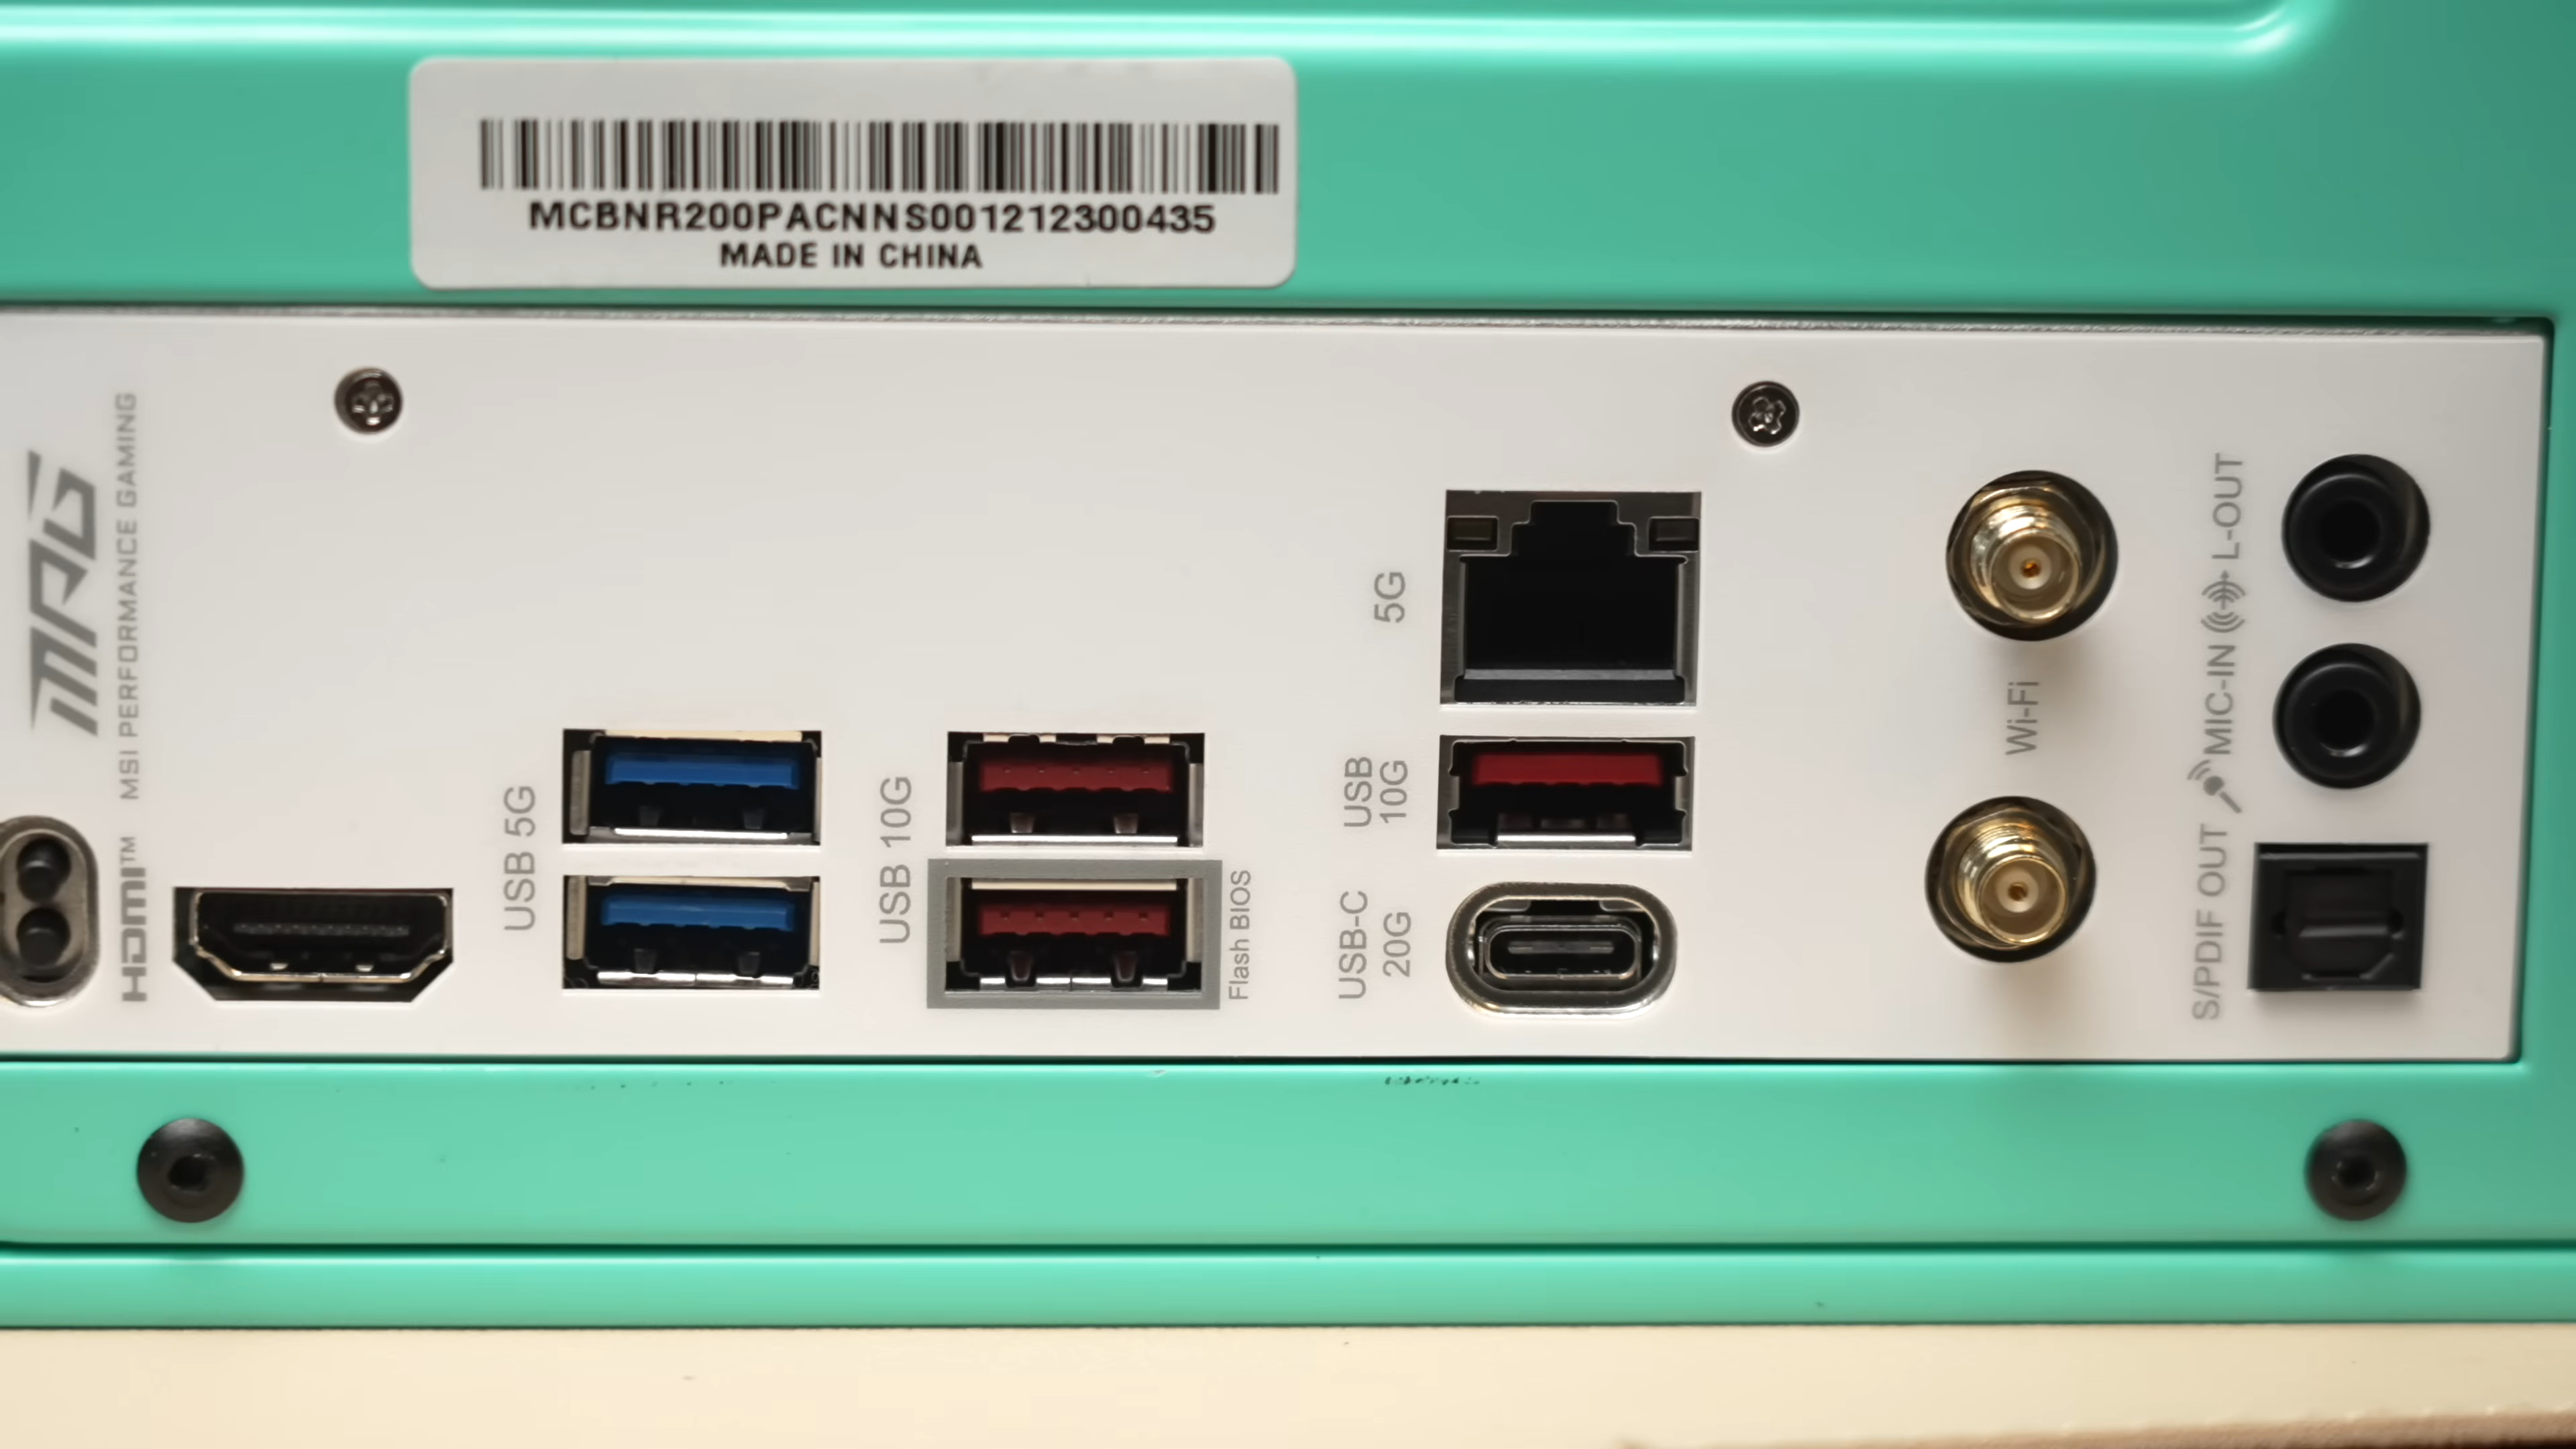 MCBNR200PACNNS001212300435
MADE IN CHINA
MPG
MSI PERFORMANCE GAMING
HDMI™
USB 5G
USB 10G
Flash BIOS
5G
USB
10G
USB-C
20G
Wi-Fi
L-OUT
MIC-IN
S/PDIF OUT